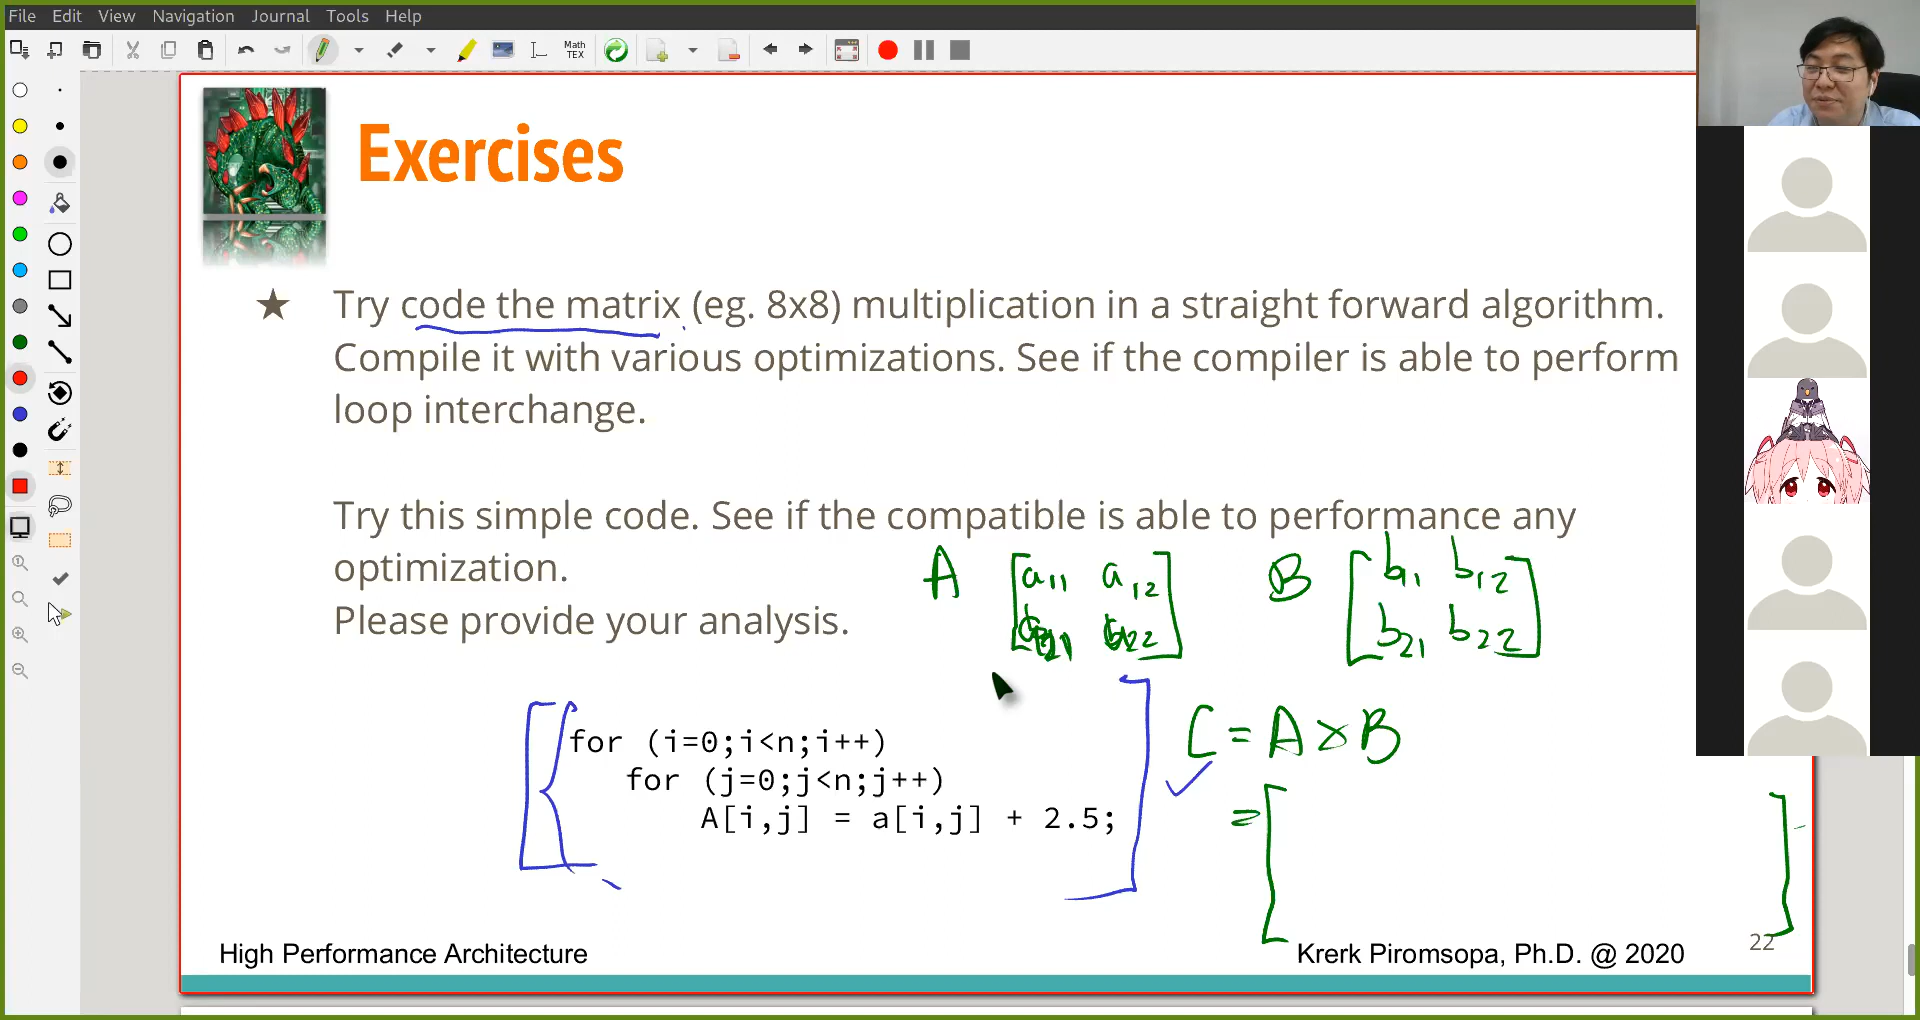 File Edit View Navigation Journal Tools Help
Math
TEX
Exercises
Try code the matrix (eg. 8x8) multiplication in a straight forward algorithm.
Compile it with various optimizations. See if the compiler is able to perform
loop interchange.
Try this simple code. See if the compatible is able to performance any
optimization.
Please provide your analysis.
A [a11 a12
B [b11 b12
b21 b22]
for (i=0;i<n;i++)
for (j=0;j<n;j++)
A[i,j] = a[i,j] + 2.5;
C = A x B
= [ ]
High Performance Architecture
Krerk Piromsopa, Ph.D. @ 2020
22